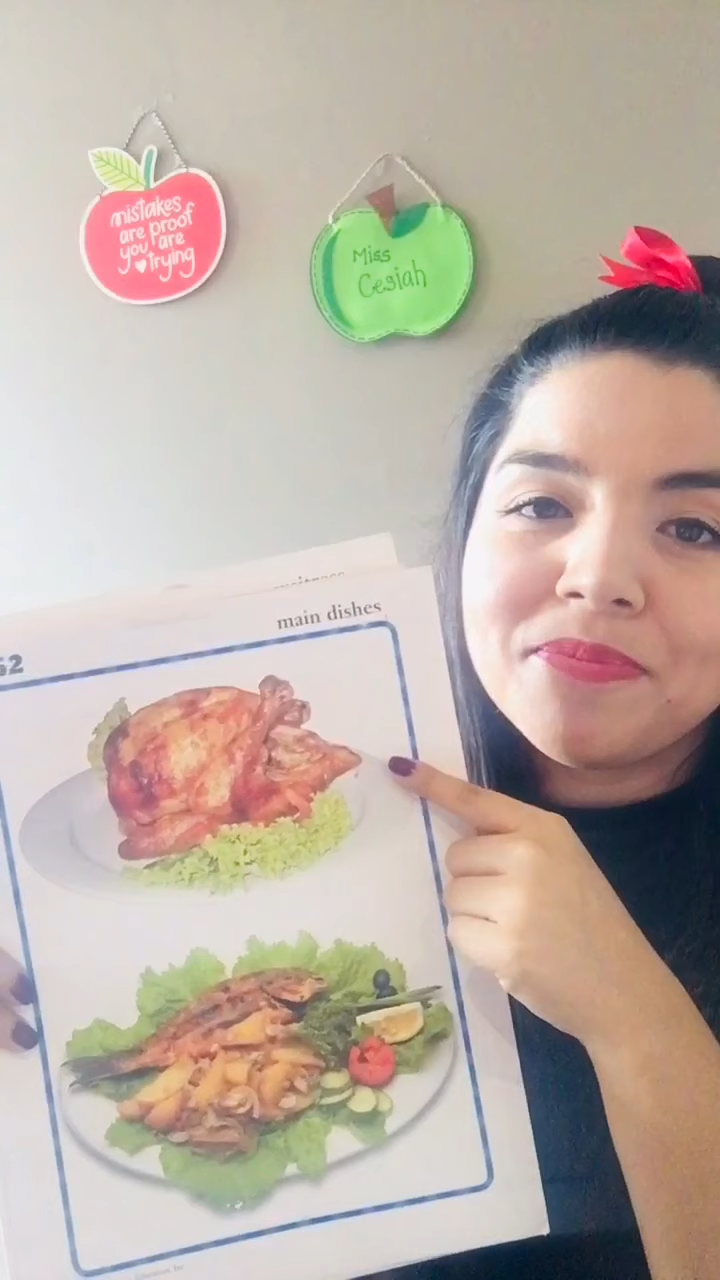 mistakes
are proof
you are
trying
Miss
Cesiah
main dishes
52